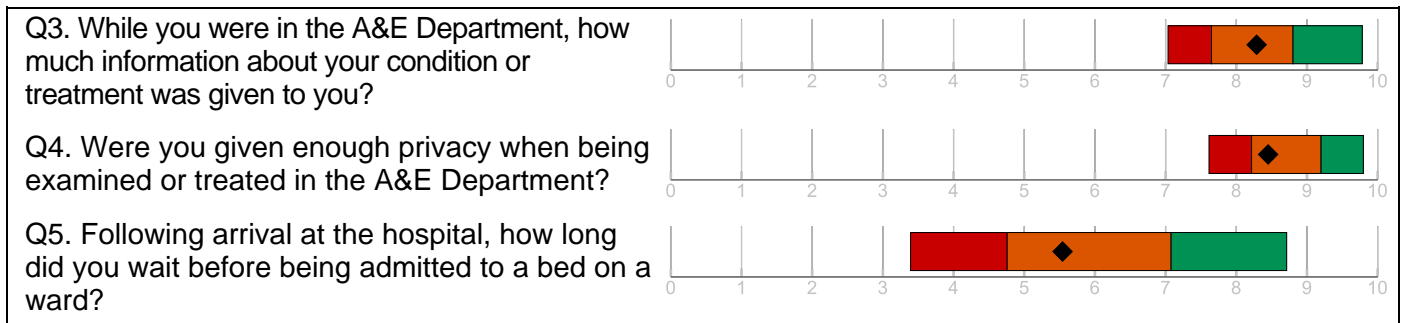 Q3. While you were in the A&E Department, how
much information about your condition or
treatment was given to you?
0 1 2 3 4 5 6 7 8 9 10
Q4. Were you given enough privacy when being
examined or treated in the A&E Department?
0 1 2 3 4 5 6 7 8 9 10
Q5. Following arrival at the hospital, how long
did you wait before being admitted to a bed on a
ward?
0 1 2 3 4 5 6 7 8 9 10